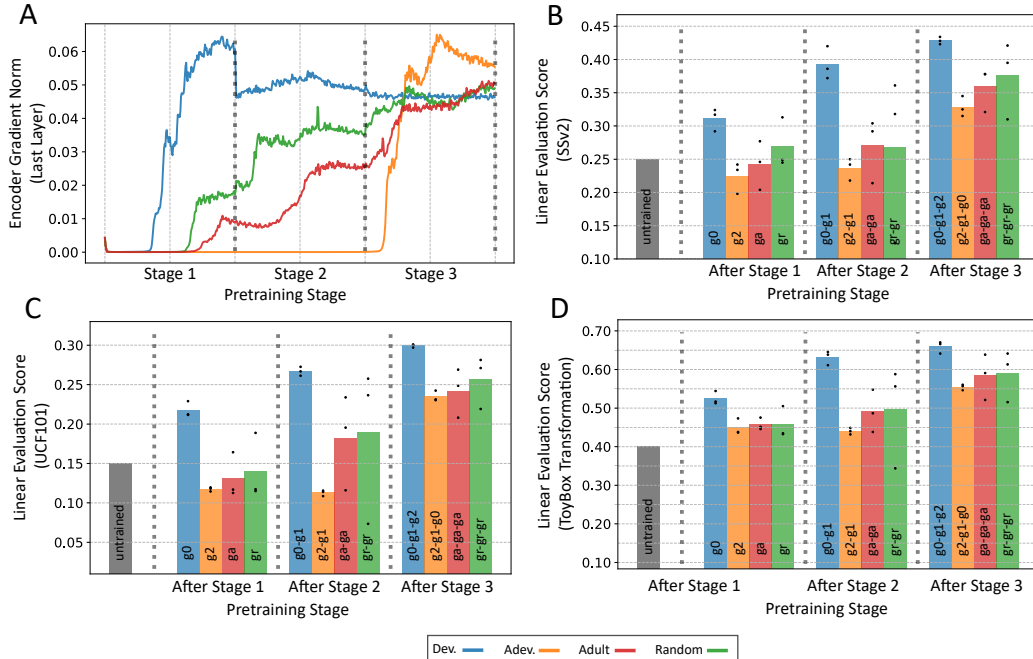 A
Encoder Gradient Norm
(Last Layer)
0.06
0.05
0.04
0.03
0.02
0.01
0.00
Stage 1 Stage 2 Stage 3
Pretraining Stage
B
Linear Evaluation Score
(SSv2)
0.45
0.40
0.35
0.30
0.25
0.20
0.15
0.10
untrained
g0
g2
ga
gr
g0-g1
g2-g1
ga-ga
gr-gr
g0-g1-g2
g2-g1-g0
ga-ga-ga
gr-gr-gr
After Stage 1 After Stage 2 After Stage 3
Pretraining Stage
C
Linear Evaluation Score
(UCF101)
0.30
0.25
0.20
0.15
0.10
0.05
untrained
g0
g2
ga
gr
g0-g1
g2-g1
ga-ga
gr-gr
g0-g1-g2
g2-g1-g0
ga-ga-ga
gr-gr-gr
After Stage 1 After Stage 2 After Stage 3
Pretraining Stage
D
Linear Evaluation Score
(ToyBox Transformation)
0.70
0.60
0.50
0.40
0.30
0.20
0.10
untrained
g0
g2
ga
gr
g0-g1
g2-g1
ga-ga
gr-gr
g0-g1-g2
g2-g1-g0
ga-ga-ga
gr-gr-gr
After Stage 1 After Stage 2 After Stage 3
Pretraining Stage
Dev. Adev. Adult Random